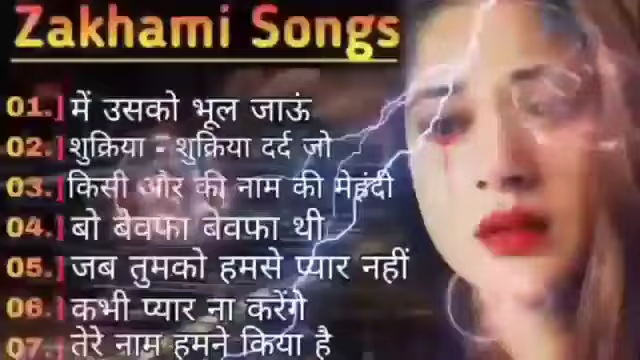 Zakhami Songs
01.] में उसको भूल जाऊं
02.] शुक्रिया - शुक्रिया दर्द जो
03.] किसी और की नाम की मेहंदी
04.] बो बेवफा बेवफा थी
05.] जब तुमको हमसे प्यार नहीं
06.] कभी प्यार ना करेंगे
07.] तेरे नाम हमने किया है